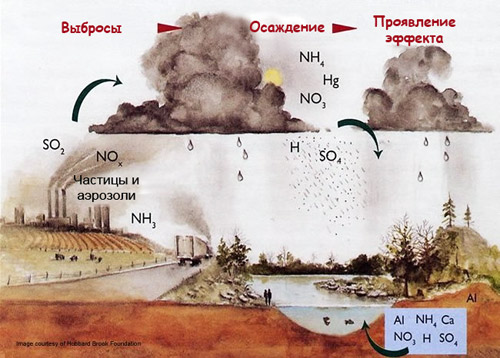 Выбросы
Осаждение
Проявление
эффекта
NH4
Hg
NO3
SO2
NOx
H
SO4
Частицы и
аэрозоли
NH3
Al
Al NH4 Ca
NO3 H SO4
Image courtesy of Hubbard Brook Foundation